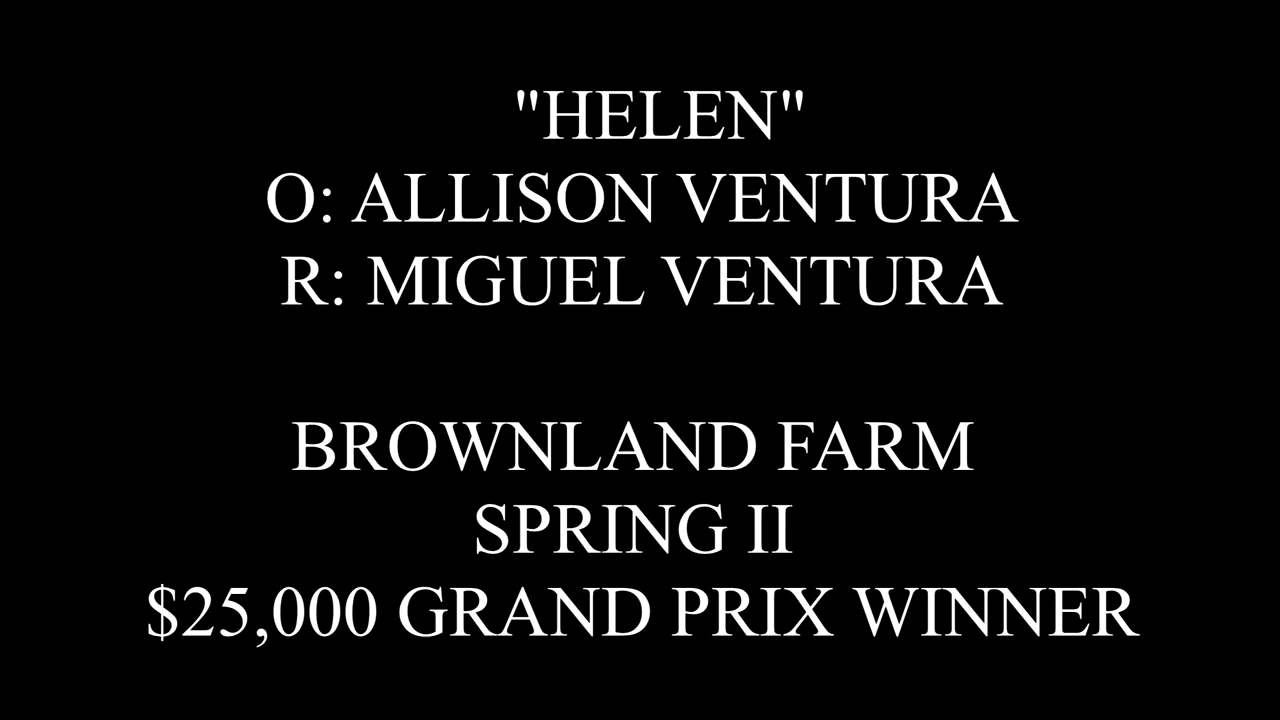 "HELEN"
O: ALLISON VENTURA
R: MIGUEL VENTURA
BROWNLAND FARM
SPRING II
$25,000 GRAND PRIX WINNER